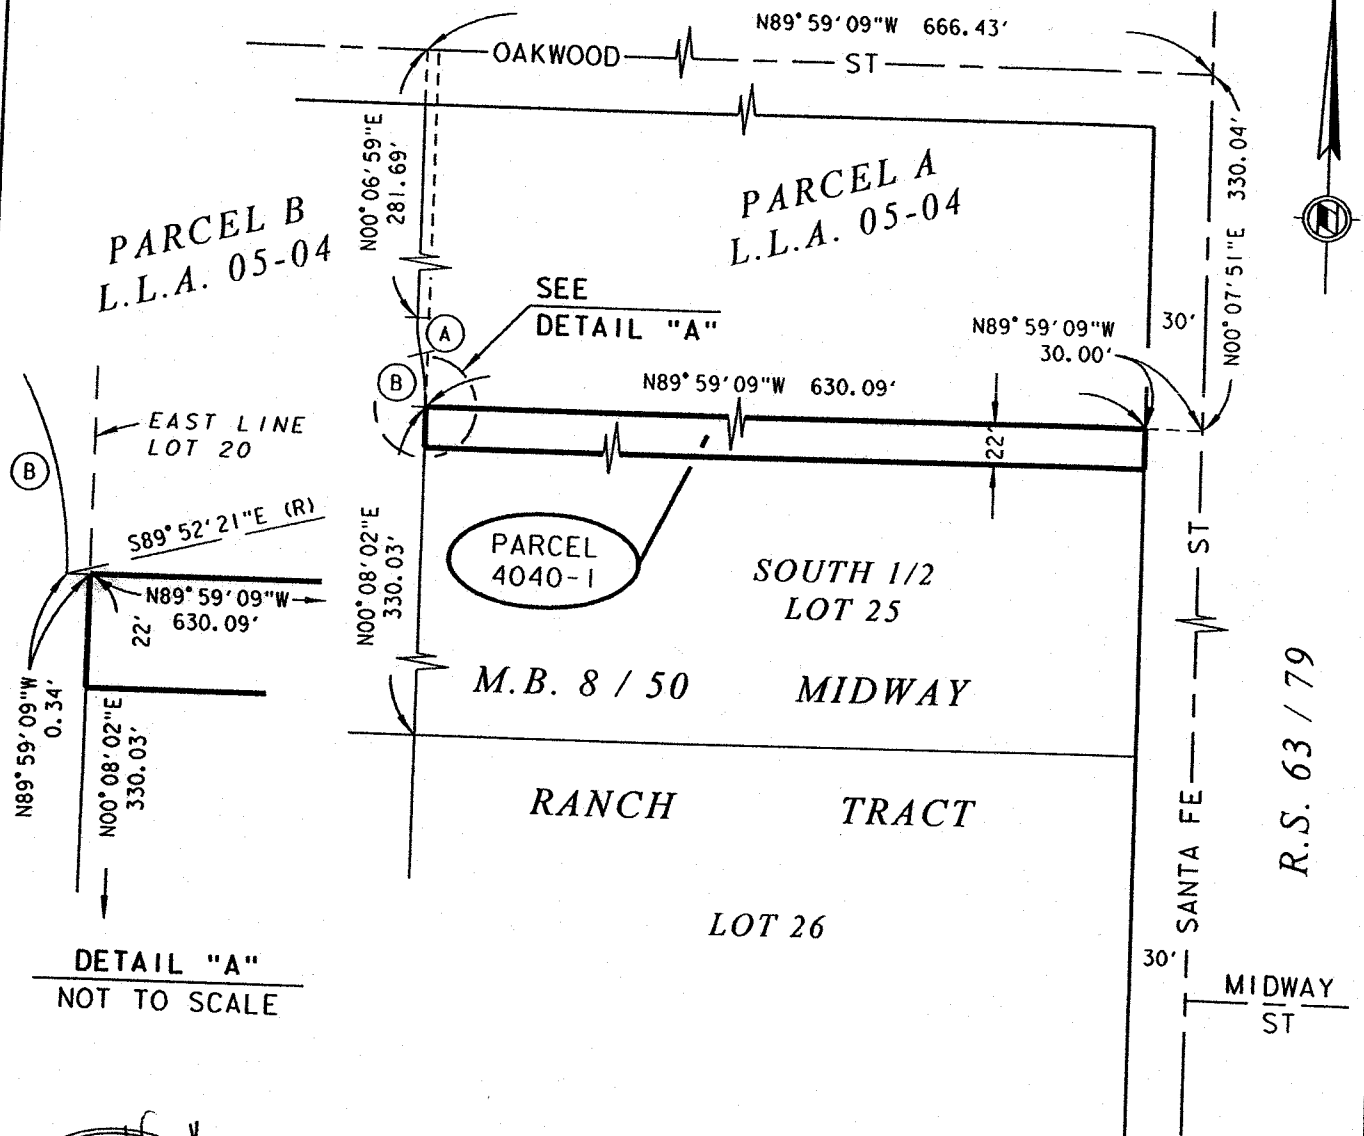 N89°59'09"W 666.43'
OAKWOOD ST
N00°06'59"E
281.69'
N00°07'51"E 330.04'
PARCEL B
L.L.A. 05-04
PARCEL A
L.L.A. 05-04
SEE
DETAIL "A"
A
B
N89°59'09"W
30.00'
30'
N89°59'09"W 630.09'
22'
EAST LINE
LOT 20
B
S89°52'21"E (R)
N89°59'09"W
630.09'
22'
N89°59'09"W
0.34'
N00°08'02"E
330.03'
N00°08'02"E
330.03'
PARCEL
4040-1
SOUTH 1/2
LOT 25
M.B. 8 / 50 MIDWAY
RANCH TRACT
LOT 26
SANTA FE ST
R.S. 63 / 79
30'
MIDWAY
ST
DETAIL "A"
NOT TO SCALE